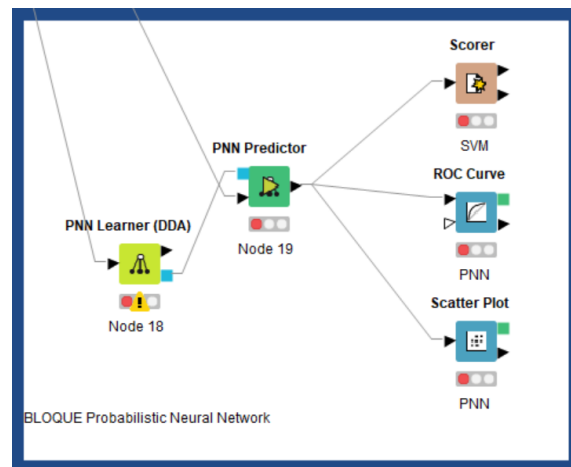 Scorer
SVM
PNN Predictor
Node 19
ROC Curve
PNN
PNN Learner (DDA)
Node 18
Scatter Plot
PNN
BLOQUE Probabilistic Neural Network